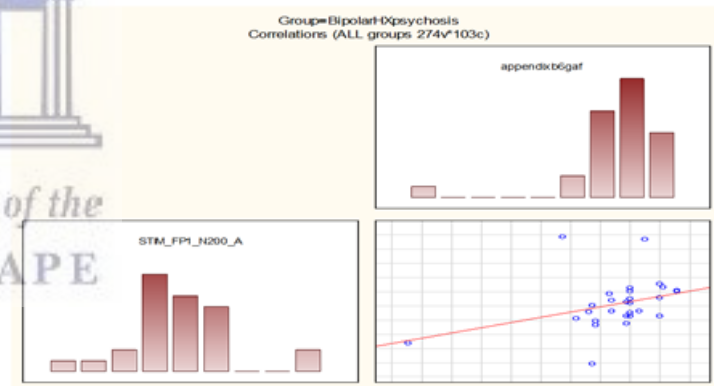 Group=BipolarHXpsychosis
Correlations (ALL groups 274v*103c)
appendixb6gaf
of the
APE
STIM_FP1_N200_A